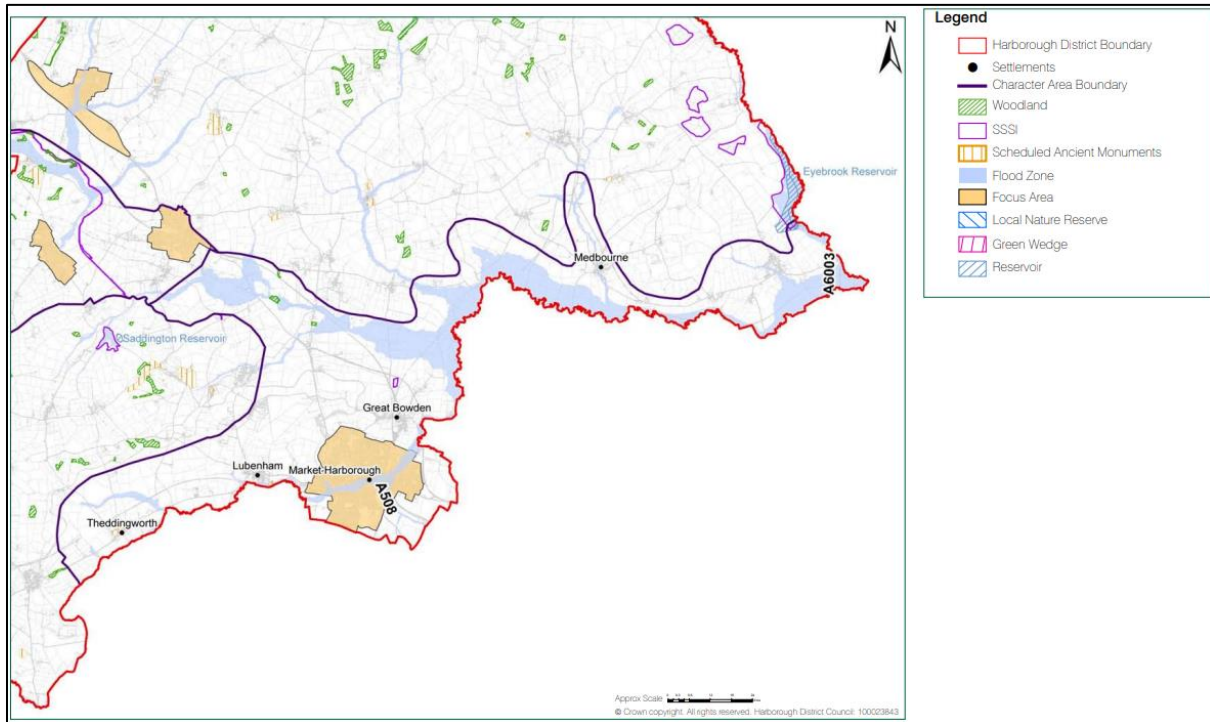 N
Eyebrook Reservoir
Medbourne
A6003
Saddington Reservoir
Great Bowden
Lubenham
Market-Harborough
A508
Theddingworth
Approx Scale
© Crown copyright. All rights reserved. Harborough District Council: 100023843
Legend
Harborough District Boundary
Settlements
Character Area Boundary
Woodland
SSSI
Scheduled Ancient Monuments
Flood Zone
Focus Area
Local Nature Reserve
Green Wedge
Reservoir